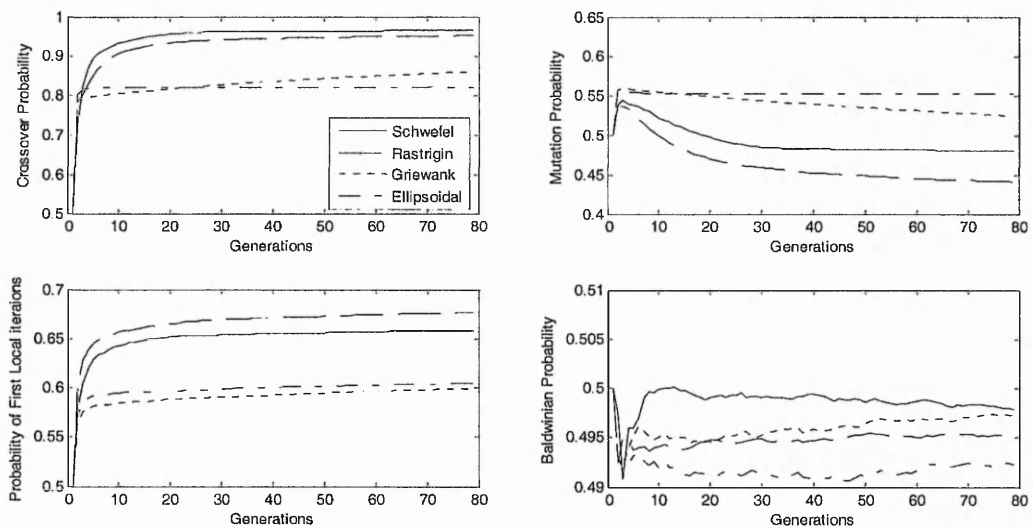 1
0.9
0.8
0.7
0.6
0.5
Crossover Probability
Schwefel
Rastrigin
Griewank
Ellipsoidal
0 10 20 30 40 50 60 70 80
Generations
0.65
0.6
0.55
0.5
0.45
0.4
Mutation Probability
0 10 20 30 40 50 60 70 80
Generations
0.7
0.65
0.6
0.55
0.5
Probability of First Local iteraions
0 10 20 30 40 50 60 70 80
Generations
0.51
0.505
0.5
0.495
0.49
Baldwinian Probability
0 10 20 30 40 50 60 70 80
Generations